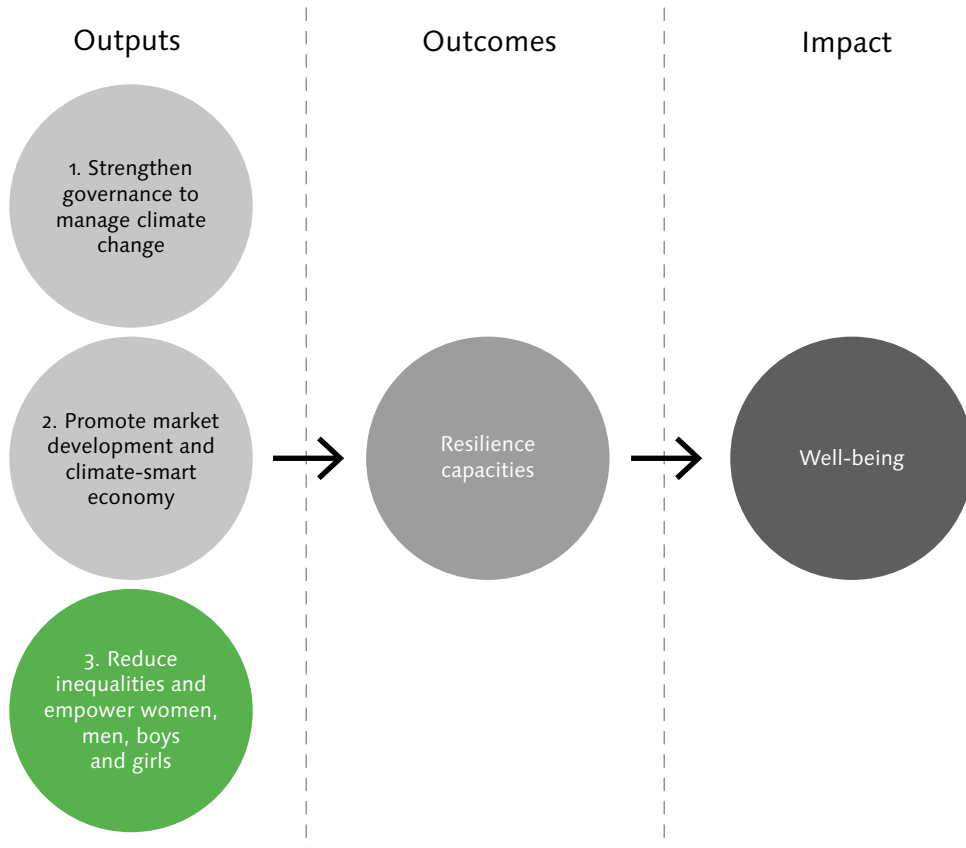 Outputs
Outcomes
Impact
1. Strengthen
governance to
manage climate
change
2. Promote market
development and
climate-smart
economy
3. Reduce
inequalities and
empower women,
men, boys
and girls
Resilience
capacities
Well-being